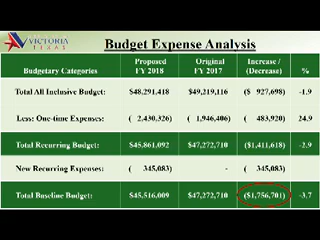 VICTORIA
TEXAS
Budget Expense Analysis
Budgetary Categories Proposed FY 2018 Original FY 2017 Increase / (Decrease) %
Total All Inclusive Budget: $48,291,418 $49,219,116 ($ 927,698) -1.9
Less: One-time Expenses: ( 2,430,326) ( 1,946,406) ( 483,920) 24.9
Total Recurring Budget: $45,861,092 $47,272,710 ($1,411,618) -2.9
New Recurring Expenses: ( 345,083) - ( 345,083)
Total Baseline Budget: $45,516,009 $47,272,710 ($1,756,701) -3.7